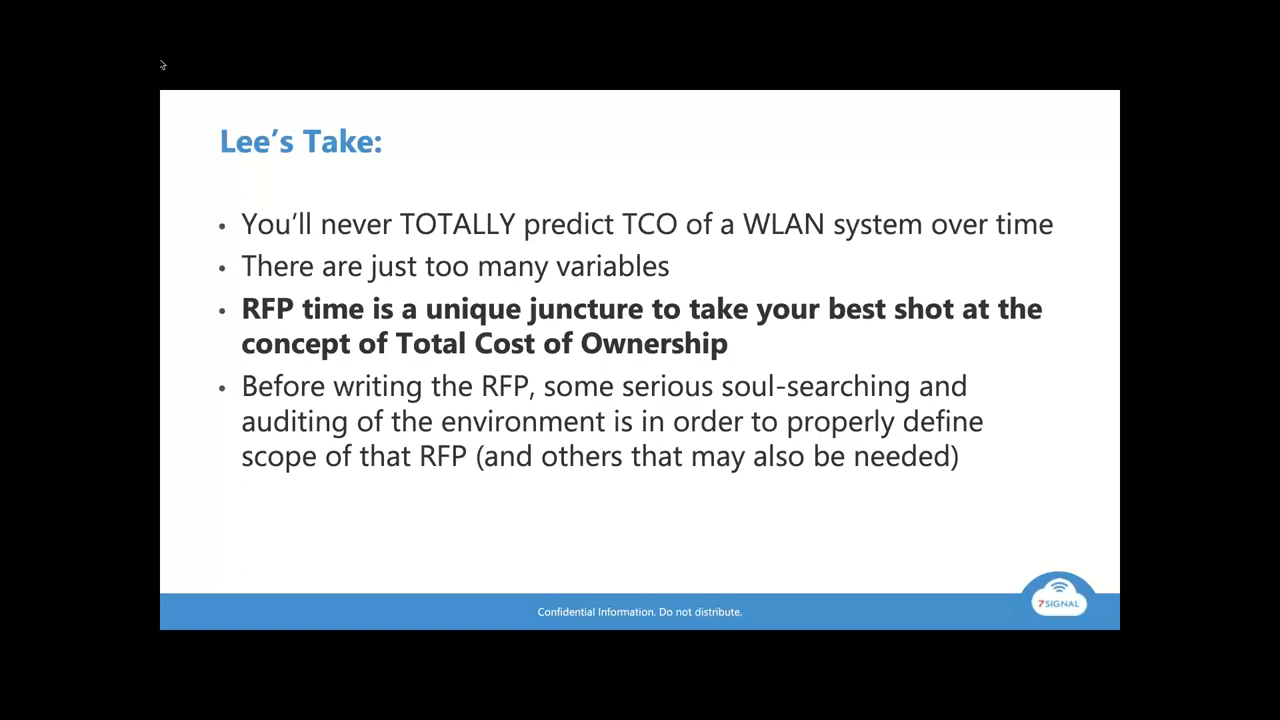 Lee’s Take:
• You’ll never TOTALLY predict TCO of a WLAN system over time
• There are just too many variables
• RFP time is a unique juncture to take your best shot at the
concept of Total Cost of Ownership
• Before writing the RFP, some serious soul-searching and
auditing of the environment is in order to properly define
scope of that RFP (and others that may also be needed)
Confidential Information. Do not distribute.
7SIGNAL